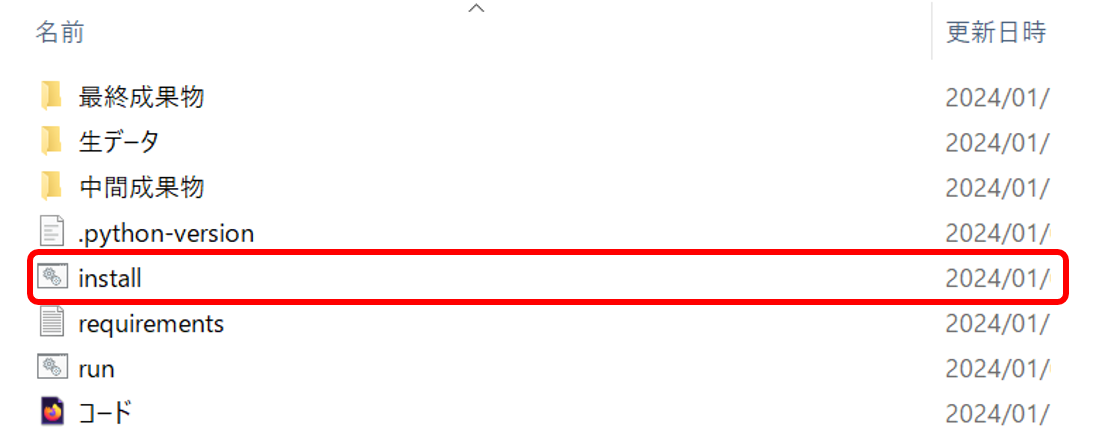 名前 更新日時
最終成果物 2024/01/
生データ 2024/01/
中間成果物 2024/01/
.python-version 2024/01/
install 2024/01/
requirements 2024/01/
run 2024/01/
コード 2024/01/